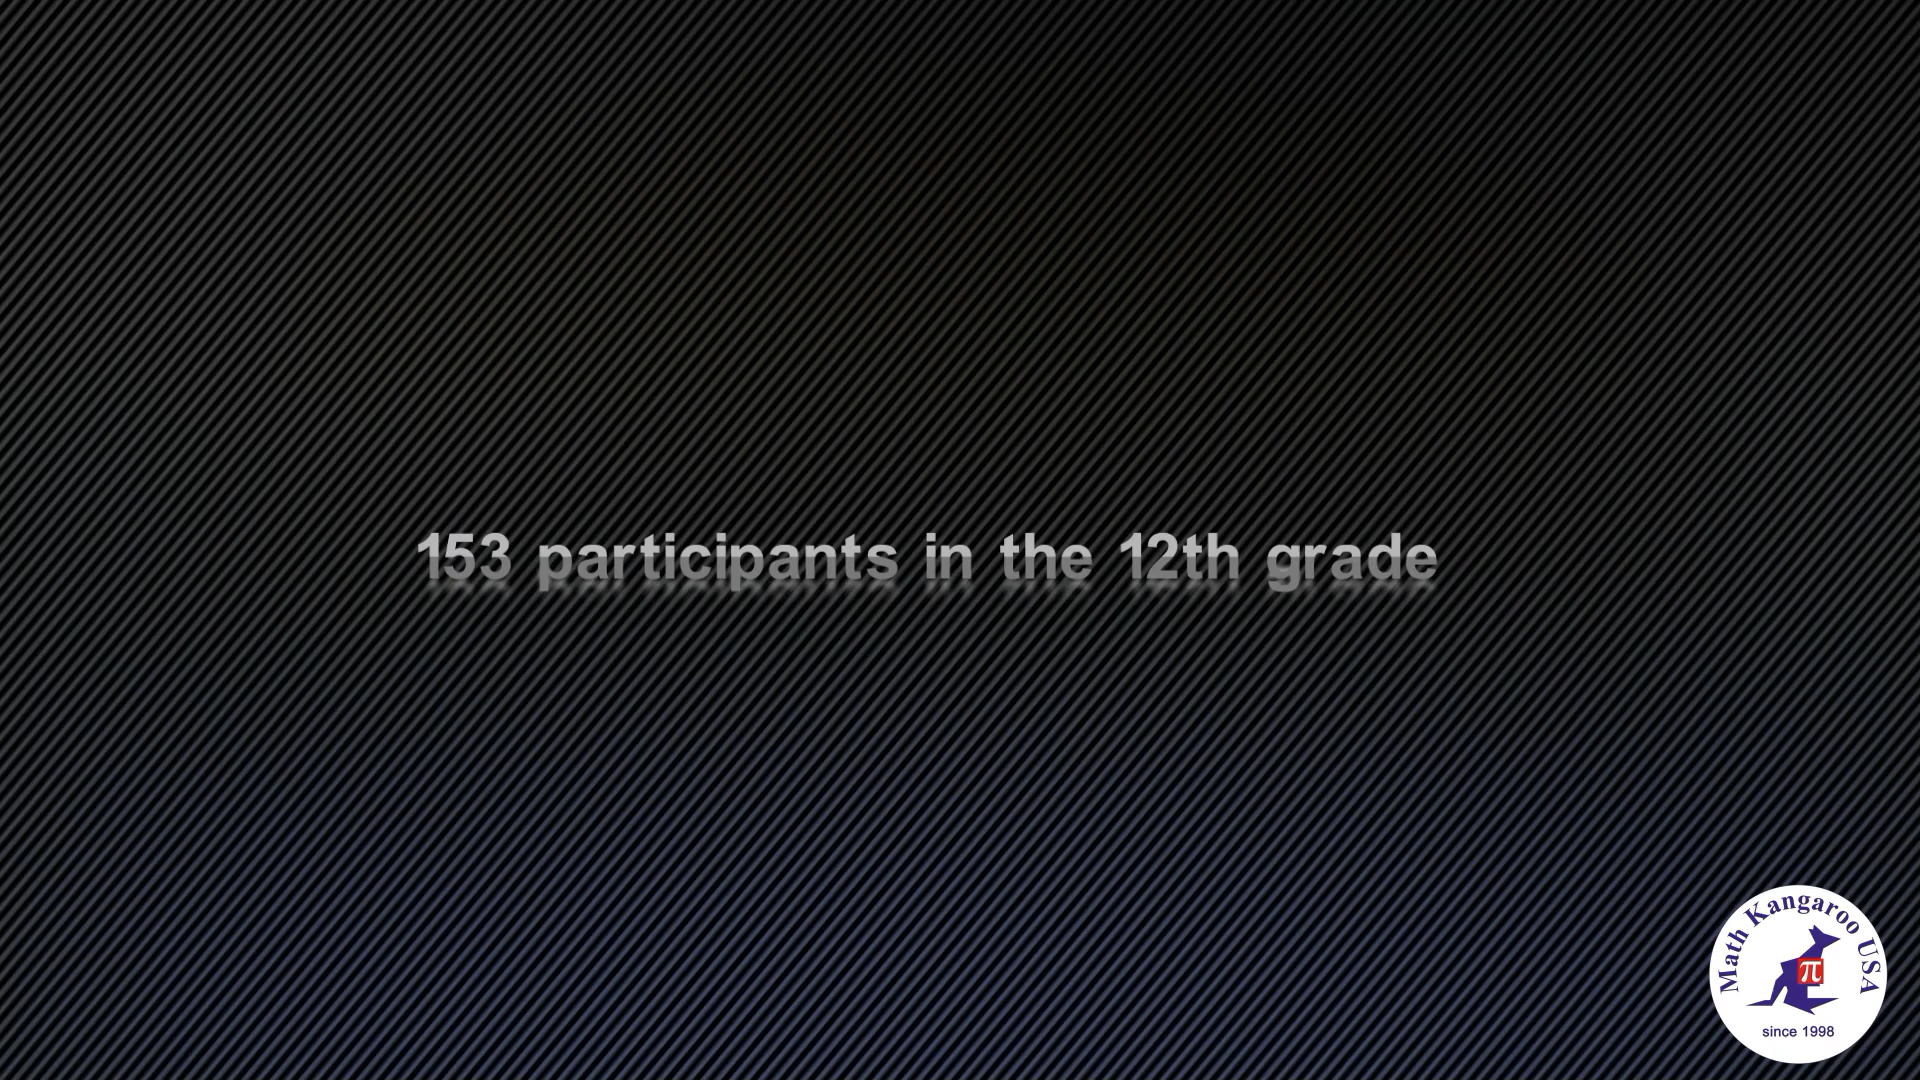 153 participants in the 12th grade
Math Kangaroo USA
π
since 1998